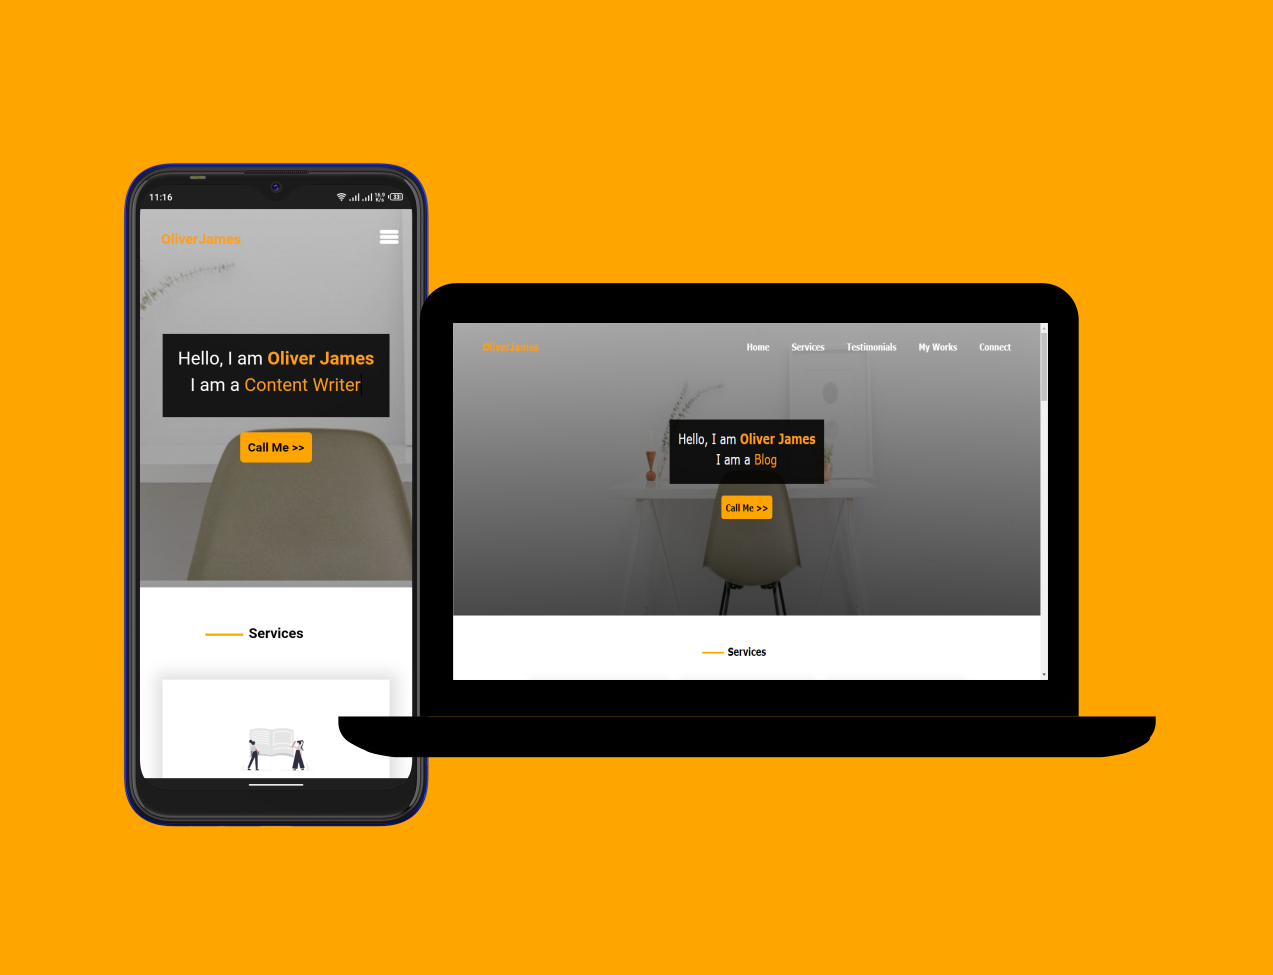 11:16
OliverJames
Hello, I am Oliver James
I am a Content Writer
Call Me >>
Services
OliverJames
Home Services Testimonials My Works Connect
Hello, I am Oliver James
I am a Blog
Call Me >>
Services